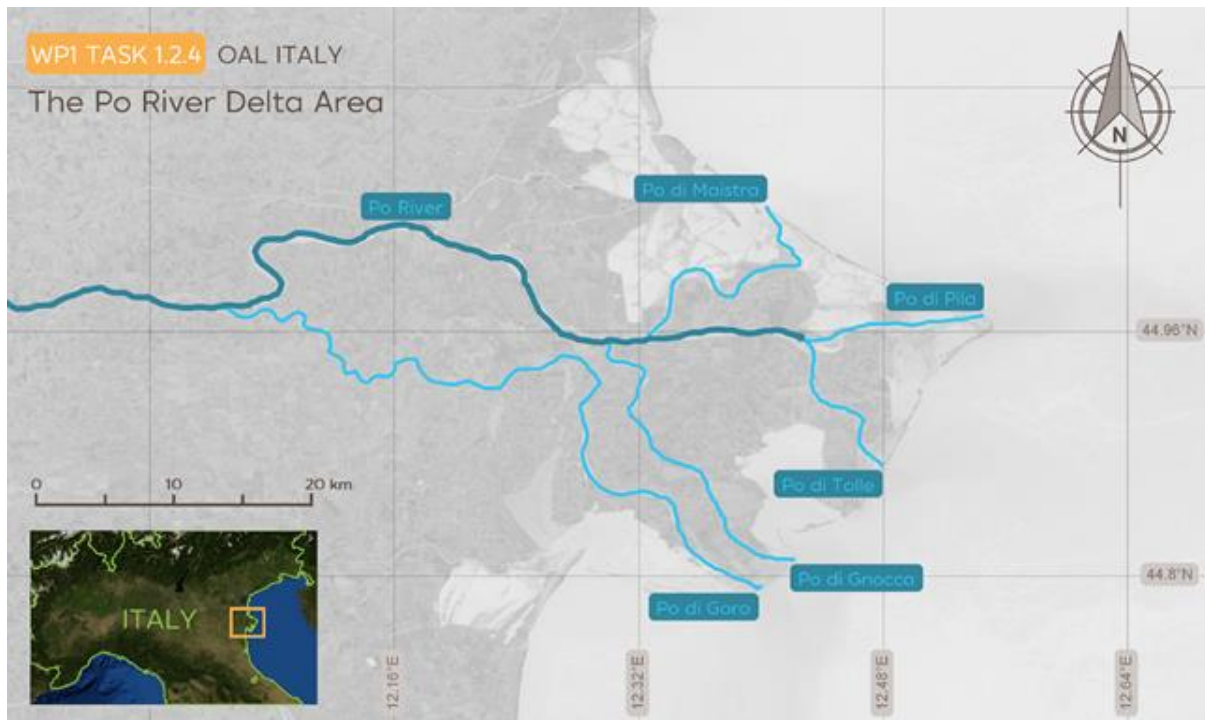 WP1 TASK 1.2.4 OAL ITALY
The Po River Delta Area
N
Po di Maistra
Po River
Po di Pila
44.96°N
0 10 20 km
Po di Tolle
ITALY
Po di Gnocca
44.8°N
Po di Goro
12.16°E
12.32°E
12.48°E
12.64°E